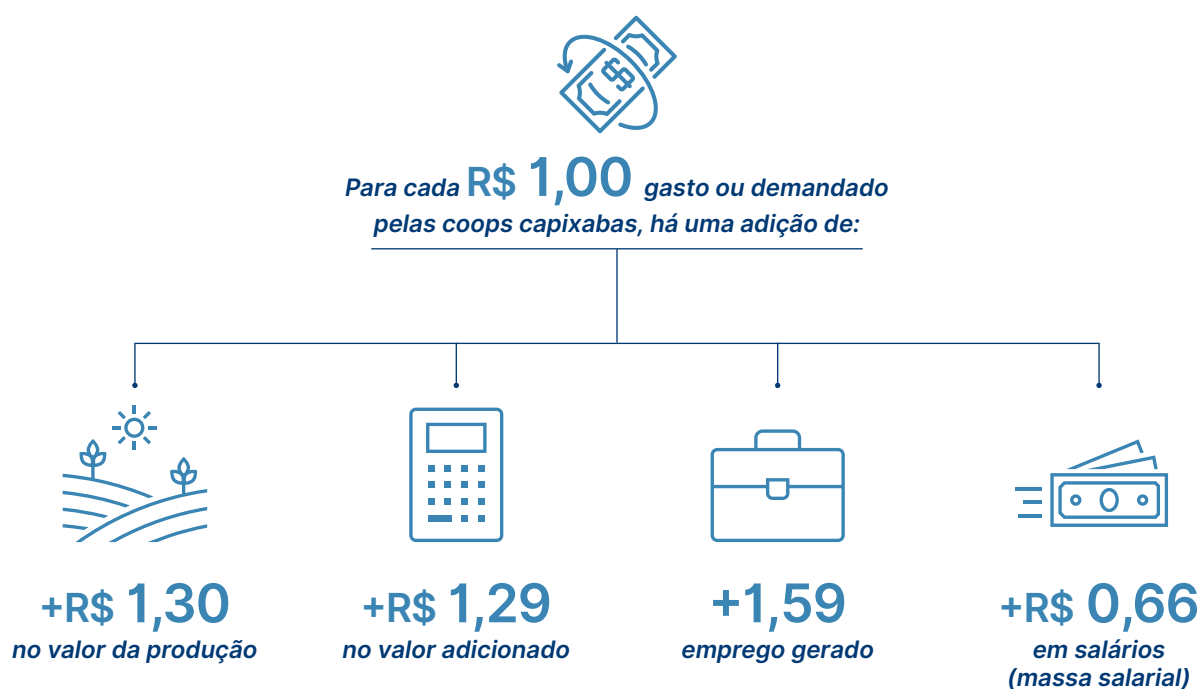 Para cada R$ 1,00 gasto ou demandado
pelas coops capixabas, há uma adição de:
+R$ 1,30
no valor da produção
+R$ 1,29
no valor adicionado
+1,59
emprego gerado
+R$ 0,66
em salários
(massa salarial)